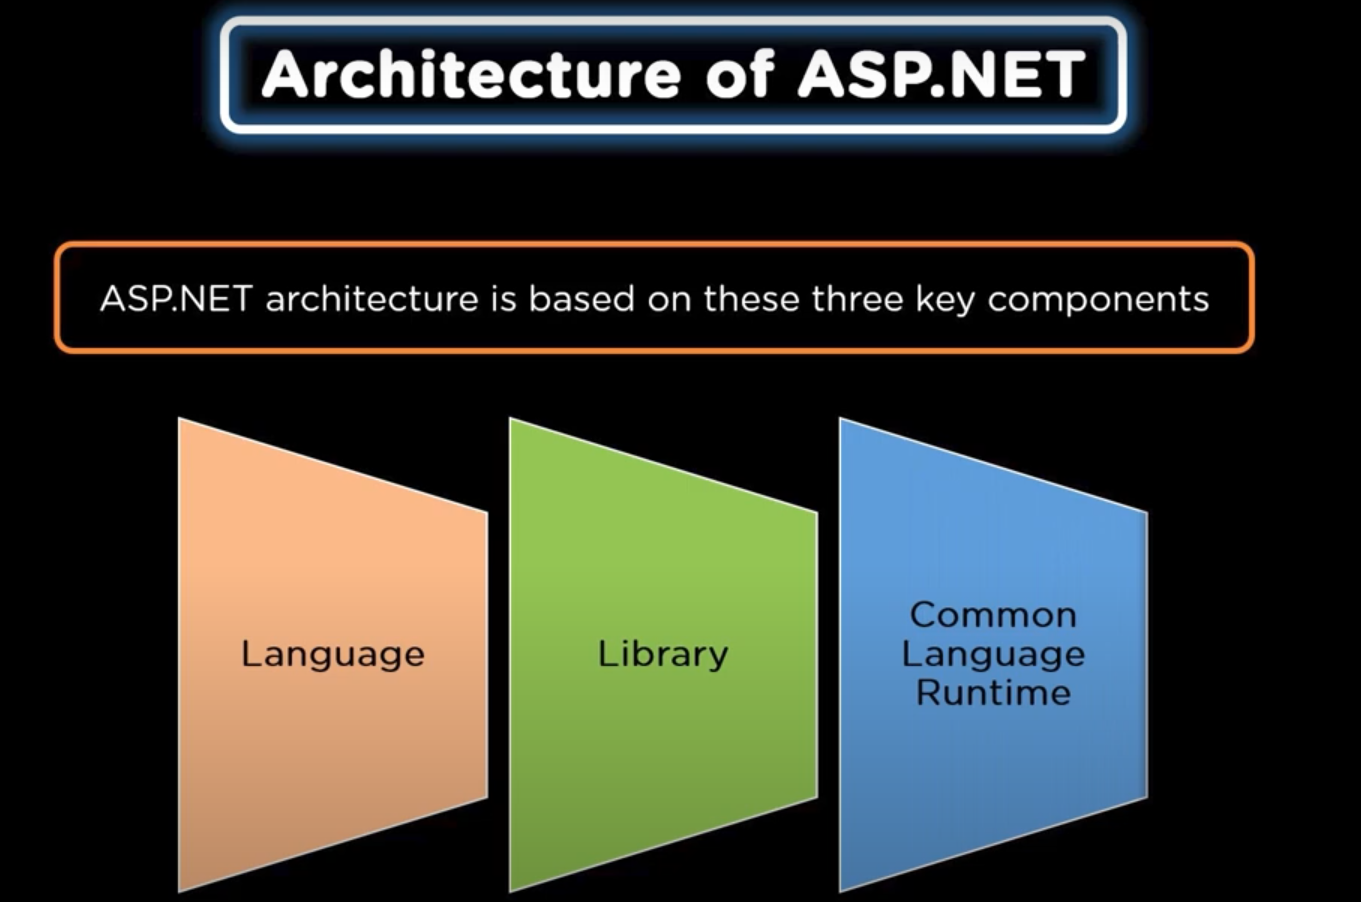 Architecture of ASP.NET
ASP.NET architecture is based on these three key components
Language
Library
Common
Language
Runtime